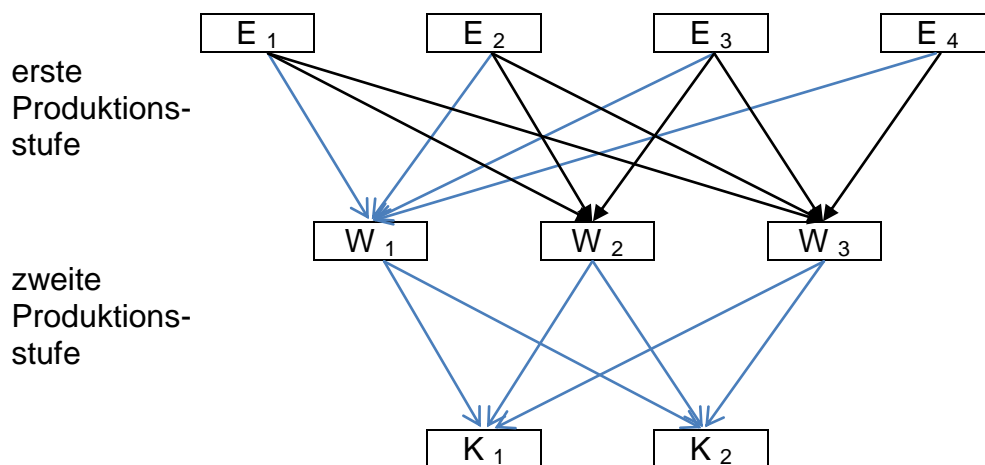 E 1 E 2 E 3 E 4
erste
Produktions-
stufe
W 1 W 2 W 3
zweite
Produktions-
stufe
K 1 K 2